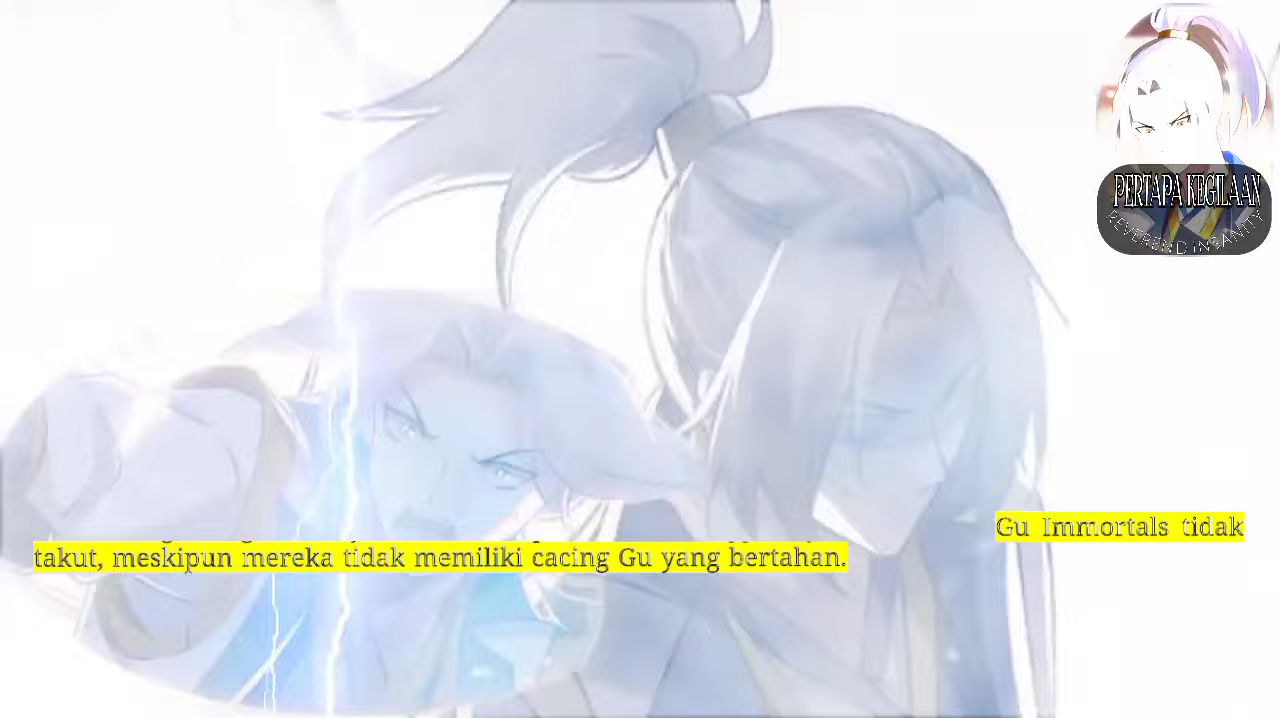 PERTAPA KEGILAAN
REVEREND INSANITY
Gu Immortals tidak
takut, meskipun mereka tidak memiliki cacing Gu yang bertahan.